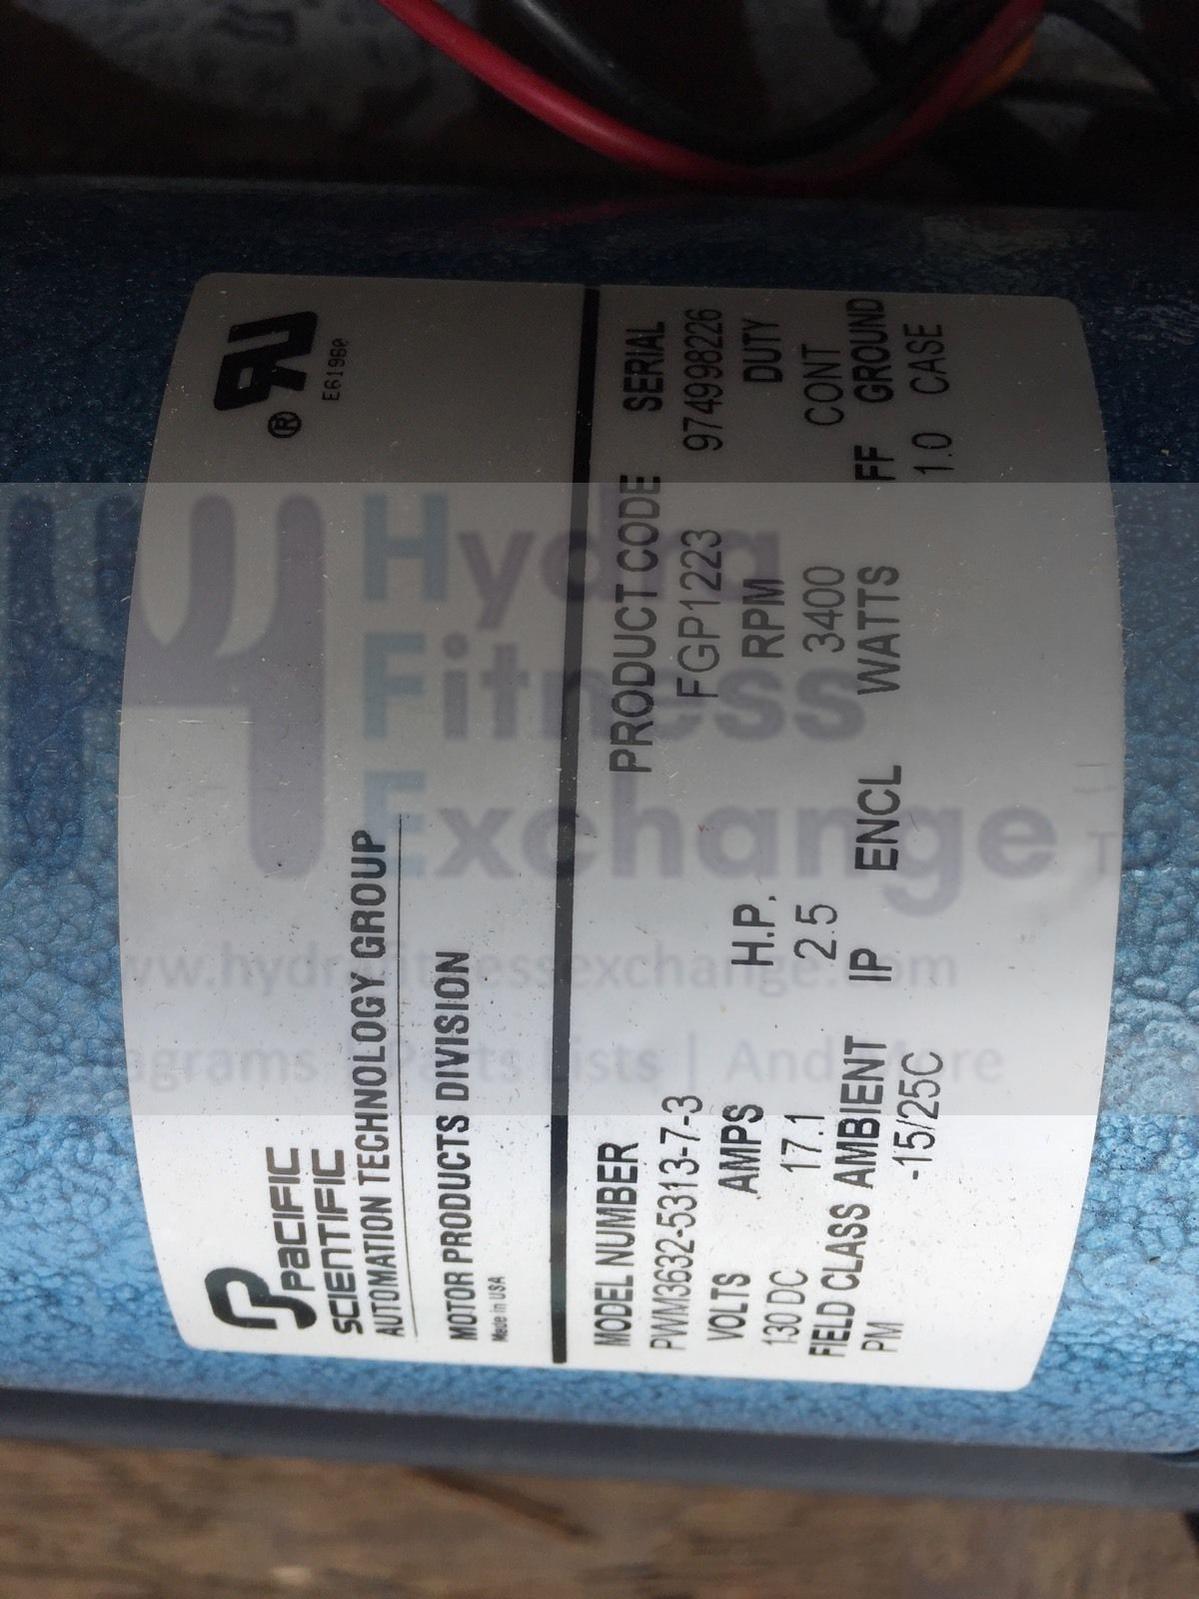 PACIFIC
SCIENTIFIC
AUTOMATION TECHNOLOGY GROUP
MOTOR PRODUCTS DIVISION
Made in USA
®
E61960
MODEL NUMBER PRODUCT CODE SERIAL
PWM3632-5313-7-3 FGP1223 974998226
VOLTS AMPS H.P. RPM DUTY
130 DC 17.1 2.5 3400 CONT
FIELD CLASS AMBIENT IP ENCL WATTS FF GROUND
PM -15/25C 1.0 CASE
Hydra
Fitness
Exchange
www.hydrafitnessexchange.com
agrams | Parts Lists | And More